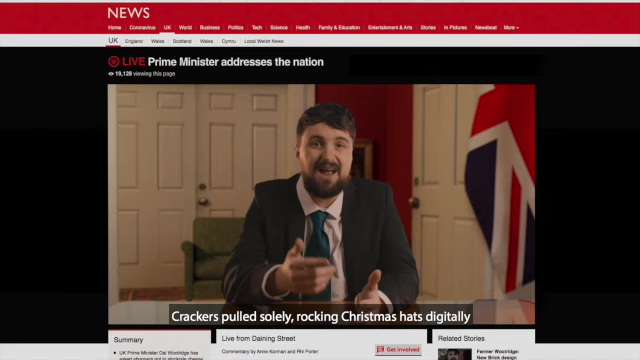 NEWS
Home Coronavirus UK World Business Politics Tech Science Health Family & Education Entertainment & Arts Stories In Pictures Newsbeat More
UK England Wales Scotland Wales Cymru Local Welsh News
LIVE Prime Minister addresses the nation
19,128 viewing this page
Crackers pulled solely, rocking Christmas hats digitally
Summary
UK Prime Minister Dai Woolridge has
Live from Daining Street
Commentary by Anne Korman and Rhi Porter
Get involved
Related Stories
Farmer Woolridge:
New Brick design